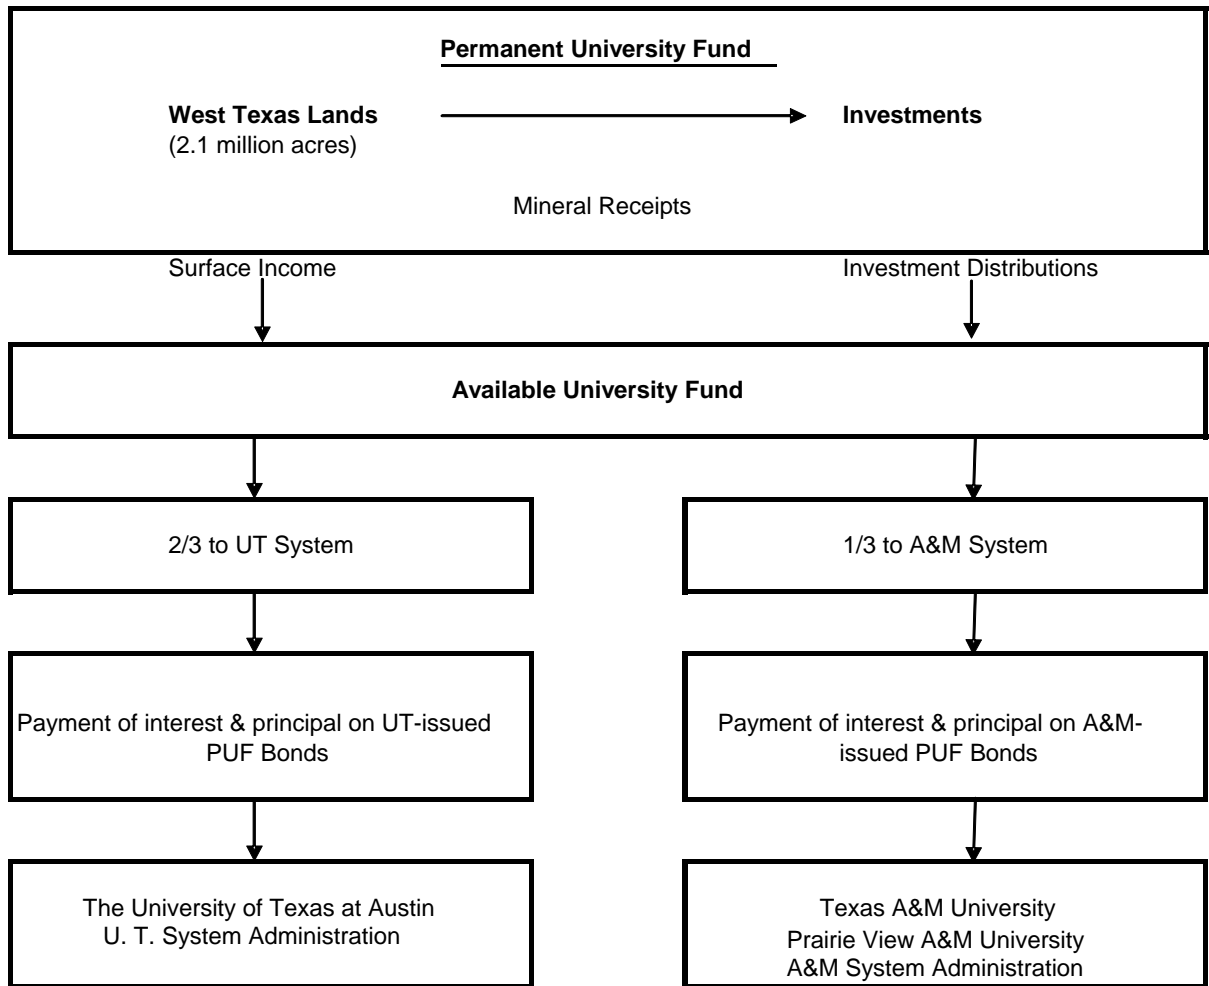 Permanent University Fund
West Texas Lands
(2.1 million acres)
Investments
Mineral Receipts
Surface Income
Investment Distributions
Available University Fund
2/3 to UT System
1/3 to A&M System
Payment of interest & principal on UT-issued
PUF Bonds
Payment of interest & principal on A&M-
issued PUF Bonds
The University of Texas at Austin
U. T. System Administration
Texas A&M University
Prairie View A&M University
A&M System Administration